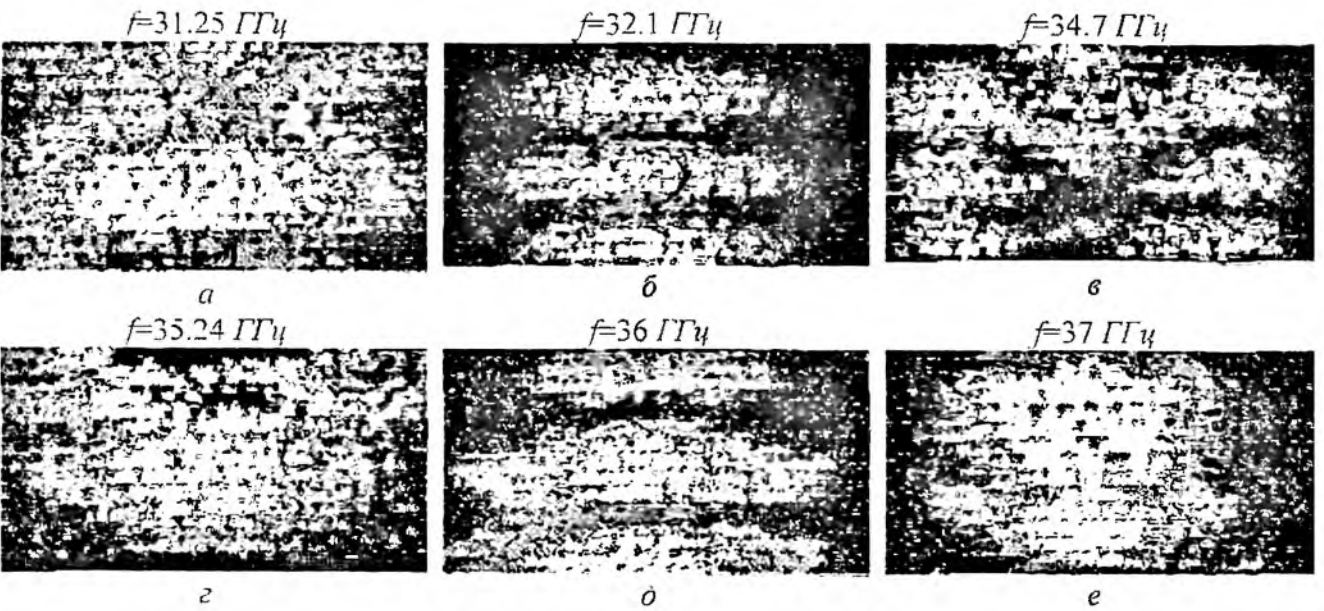 f=31.25 ГГц f=32.1 ГГц f=34.7 ГГц
а б в
f=35.24 ГГц f=36 ГГц f=37 ГГц
г д е